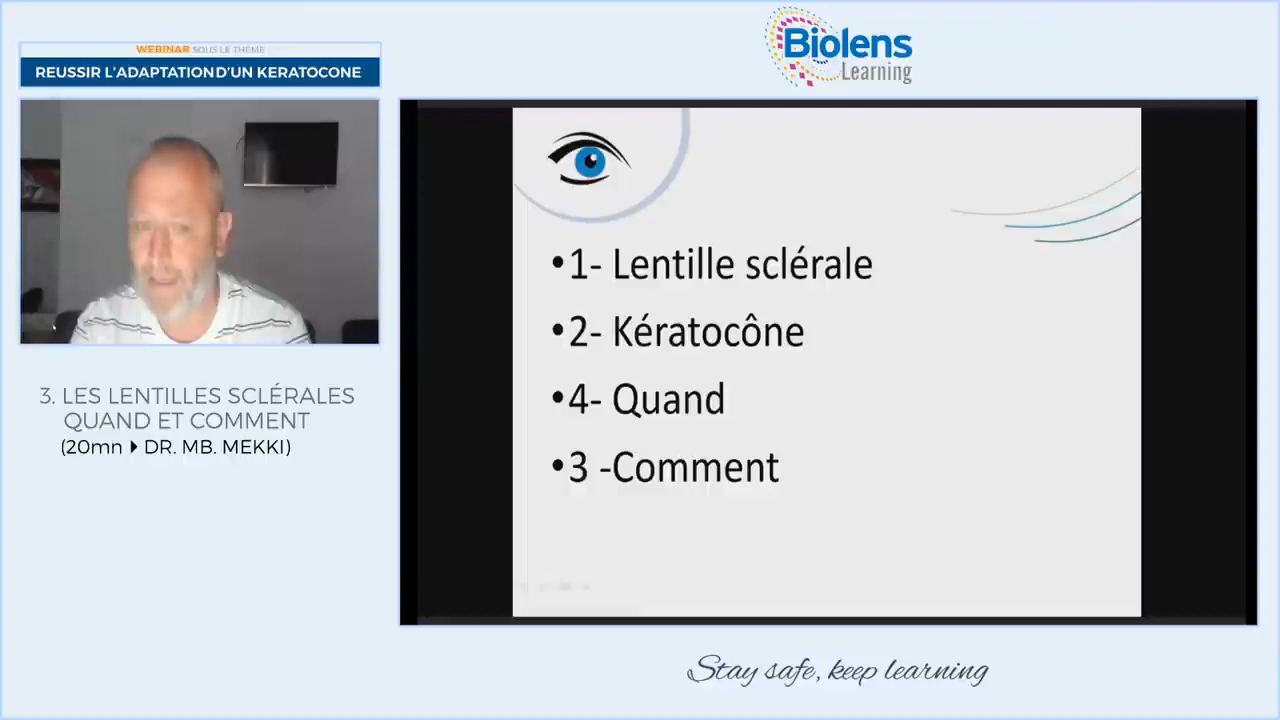 WEBINAR SOUS LE THÈME
REUSSIR L'ADAPTATION D'UN KERATOCONE
Biolens
Learning
3. LES LENTILLES SCLÉRALES
QUAND ET COMMENT
(20mn DR. MB. MEKKI)
•1- Lentille sclérale
•2- Kératocône
•4- Quand
•3 -Comment
Stay safe, keep learning